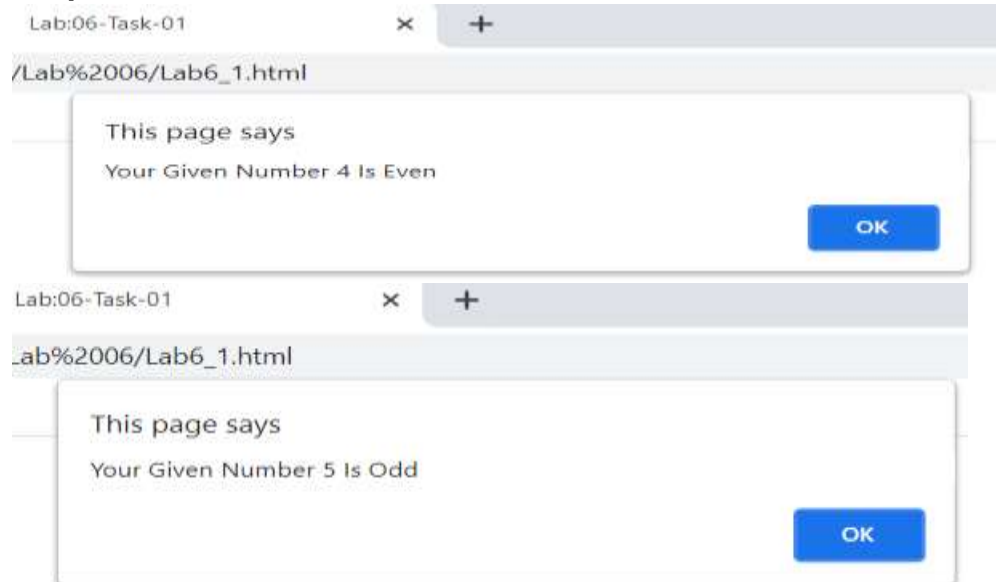 Lab:06-Task-01
/Lab%2006/Lab6_1.html
This page says
Your Given Number 4 Is Even
OK
Lab:06-Task-01
Lab%2006/Lab6_1.html
This page says
Your Given Number 5 Is Odd
OK